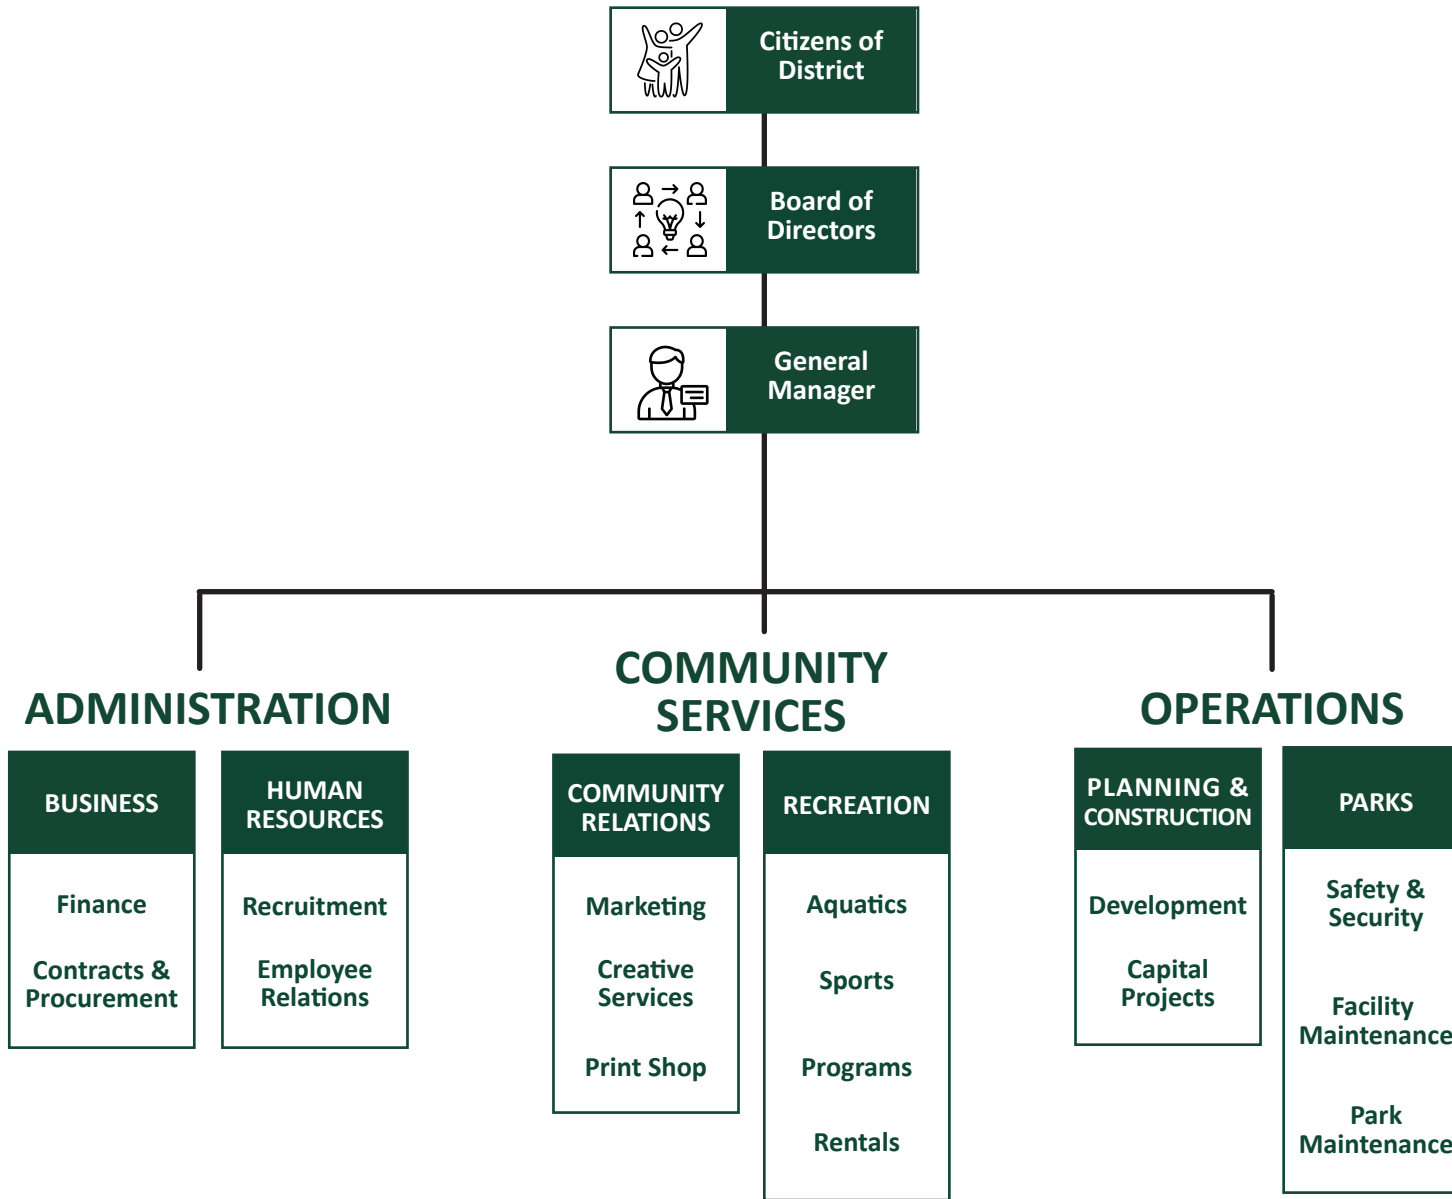 Citizens of
District
Board of
Directors
General
Manager
ADMINISTRATION
BUSINESS
Finance
Contracts &
Procurement
HUMAN
RESOURCES
Recruitment
Employee
Relations
COMMUNITY
SERVICES
COMMUNITY
RELATIONS
Marketing
Creative
Services
Print Shop
RECREATION
Aquatics
Sports
Programs
Rentals
OPERATIONS
PLANNING &
CONSTRUCTION
Development
Capital
Projects
PARKS
Safety &
Security
Facility
Maintenance
Park
Maintenance